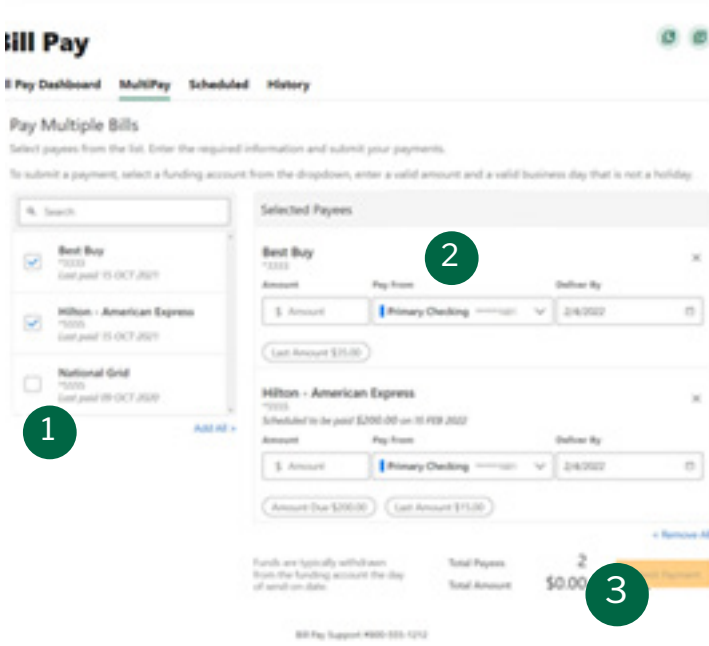 Bill Pay
ll Pay Dashboard MultiPay Scheduled History
Pay Multiple Bills
Select payees from the list. Enter the required information and submit your payments.
To submit a payment, select a funding account from the dropdown, enter a valid amount and a valid business day that is not a holiday.
Search
Selected Payees
Best Buy
Last paid 15 OCT 2021
Hilton - American Express
Last paid 15 OCT 2021
National Grid
*5555
Last paid 09 OCT 2020
1
Add All »
Best Buy
2
Amount Pay From Deliver By
$ Amount Primary Checking 2/4/2022
Last Amount $35.00
Hilton - American Express
Scheduled to be paid $200.00 on 15 FEB 2022
Amount Pay From Deliver By
$ Amount Primary Checking 2/4/2022
Amount Due $200.00 Last Amount $15.00
« Remove All
Funds are typically withdrawn
from the funding account the day
of send on date.
Total Payees 2
Total Amount $0.00
3
Payment
Bill Pay Support #800-555-1212